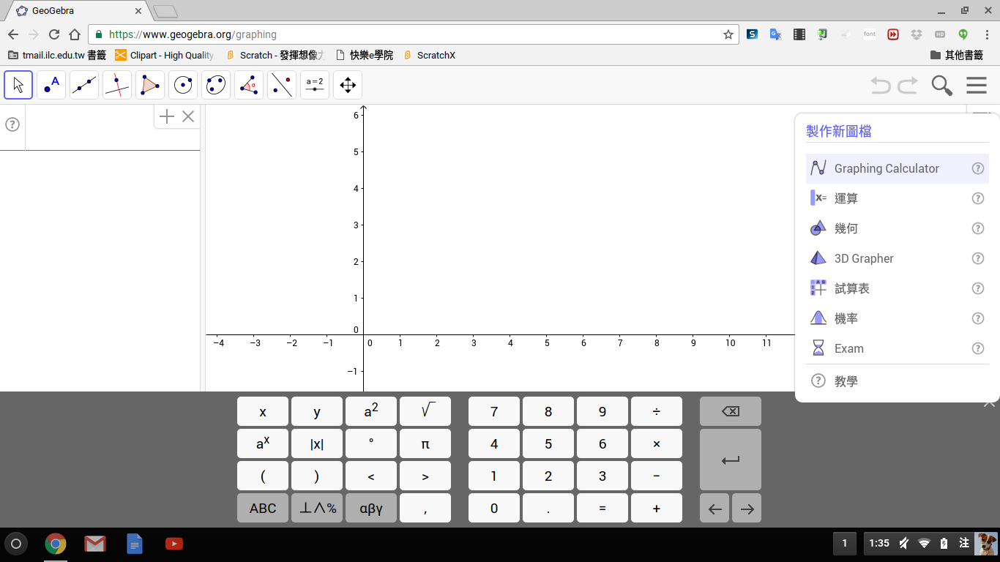 GeoGebra
https://www.geogebra.org/graphing
font
HD
tmail.ilc.edu.tw 書籤 Clipart - High Quality Scratch - 發揮想像力 快樂e學院 ScratchX 其他書籤
A
α
a=2
?
製作新圖檔
Graphing Calculator ?
x= 運算 ?
幾何 ?
3D Grapher ?
試算表 ?
機率 ?
Exam ?
? 教學
6
5
4
3
2
1
0
−4 −3 −2 −1 0 1 2 3 4 5 6 7 8 9 10 11
−1
x y a² √ 7 8 9 ÷
aˣ |x| ° π 4 5 6 ×
( ) < > 1 2 3 −
ABC ⊥∧% αβγ , 0 . = +
1 1:35 注